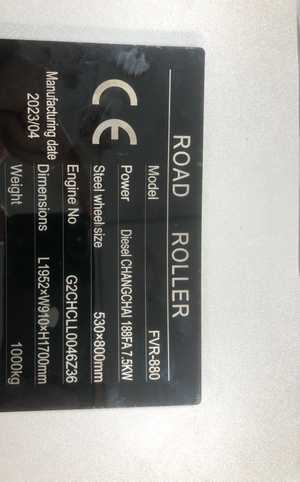 ROAD ROLLER
Model FVR-880
Power Diesel CHANGCHAI 188FA 7.5KW
Steel wheel size 530×800mm
Engine No G2CHCLL0046Z36
Dimensions L1952×W910×H1700mm
Weight 1000kg
CE
Manufacturing date
2023/04